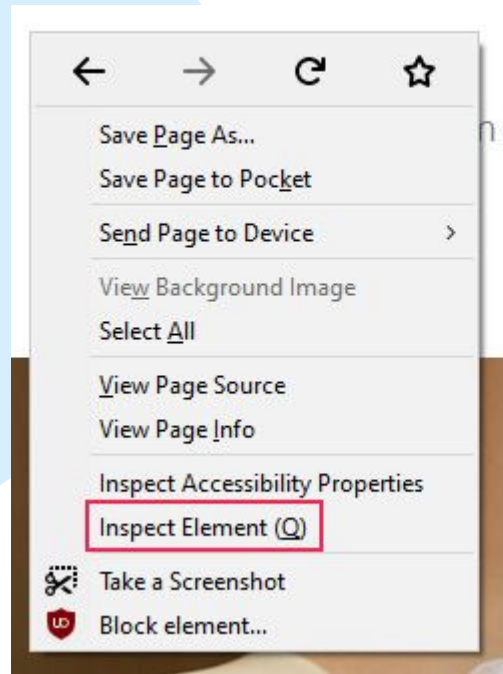 Save Page As...
Save Page to Pocket
Send Page to Device
View Background Image
Select All
View Page Source
View Page Info
Inspect Accessibility Properties
Inspect Element (Q)
Take a Screenshot
Block element...